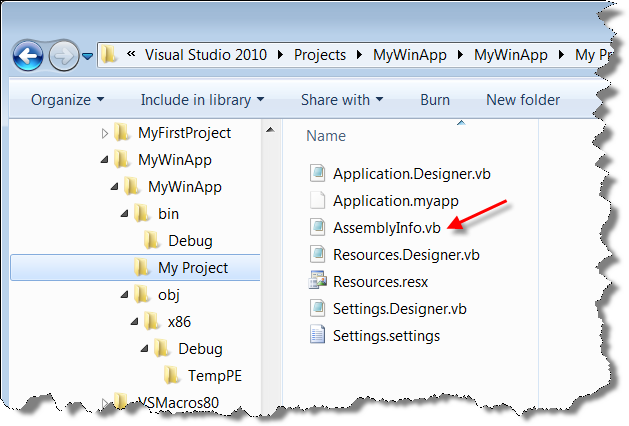 « Visual Studio 2010 ▸ Projects ▸ MyWinApp ▸ MyWinApp ▸ My Pr
Organize Include in library Share with Burn New folder
MyFirstProject
MyWinApp
MyWinApp
bin
Debug
My Project
obj
x86
Debug
TempPE
VSMacros80
Name
Application.Designer.vb
Application.myapp
AssemblyInfo.vb
Resources.Designer.vb
Resources.resx
Settings.Designer.vb
Settings.settings